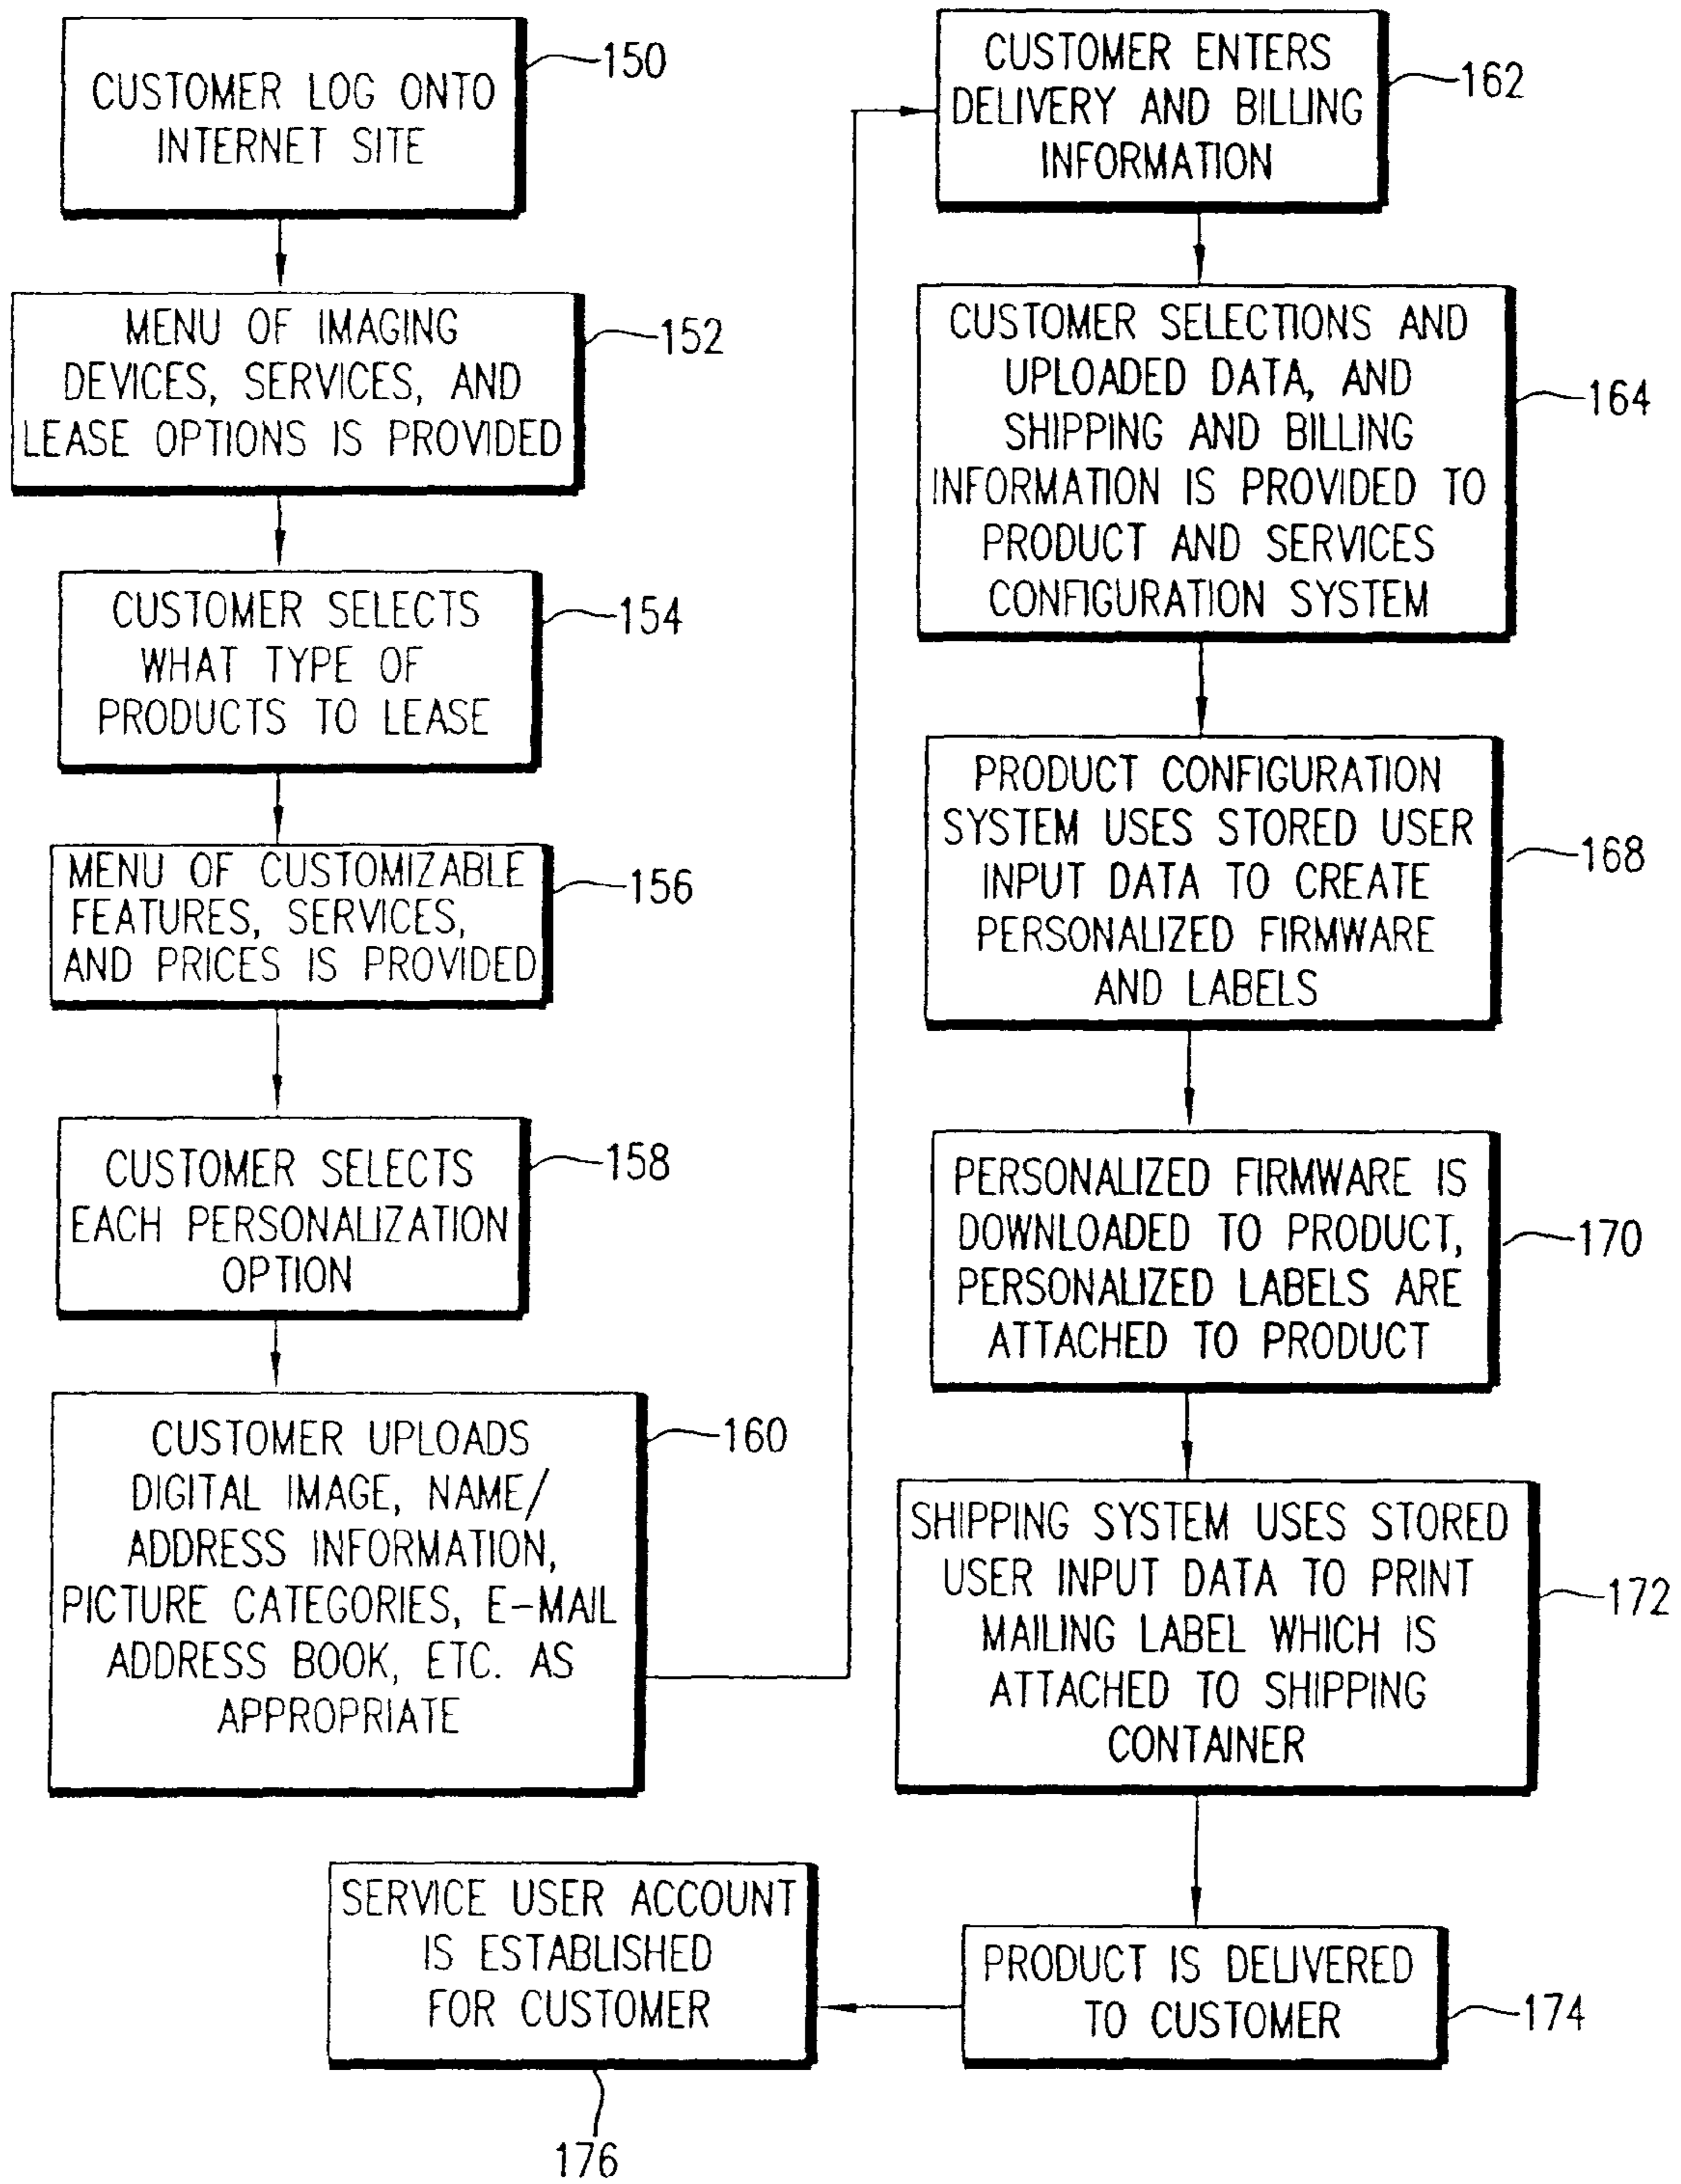 CUSTOMER LOG ONTO
INTERNET SITE
150
MENU OF IMAGING
DEVICES, SERVICES, AND
LEASE OPTIONS IS PROVIDED
152
CUSTOMER SELECTS
WHAT TYPE OF
PRODUCTS TO LEASE
154
MENU OF CUSTOMIZABLE
FEATURES, SERVICES,
AND PRICES IS PROVIDED
156
CUSTOMER SELECTS
EACH PERSONALIZATION
OPTION
158
CUSTOMER UPLOADS
DIGITAL IMAGE, NAME/
ADDRESS INFORMATION,
PICTURE CATEGORIES, E-MAIL
ADDRESS BOOK, ETC. AS
APPROPRIATE
160
CUSTOMER ENTERS
DELIVERY AND BILLING
INFORMATION
162
CUSTOMER SELECTIONS AND
UPLOADED DATA, AND
SHIPPING AND BILLING
INFORMATION IS PROVIDED TO
PRODUCT AND SERVICES
CONFIGURATION SYSTEM
164
PRODUCT CONFIGURATION
SYSTEM USES STORED USER
INPUT DATA TO CREATE
PERSONALIZED FIRMWARE
AND LABELS
168
PERSONALIZED FIRMWARE IS
DOWNLOADED TO PRODUCT,
PERSONALIZED LABELS ARE
ATTACHED TO PRODUCT
170
SHIPPING SYSTEM USES STORED
USER INPUT DATA TO PRINT
MAILING LABEL WHICH IS
ATTACHED TO SHIPPING
CONTAINER
172
PRODUCT IS DELIVERED
TO CUSTOMER
174
SERVICE USER ACCOUNT
IS ESTABLISHED
FOR CUSTOMER
176